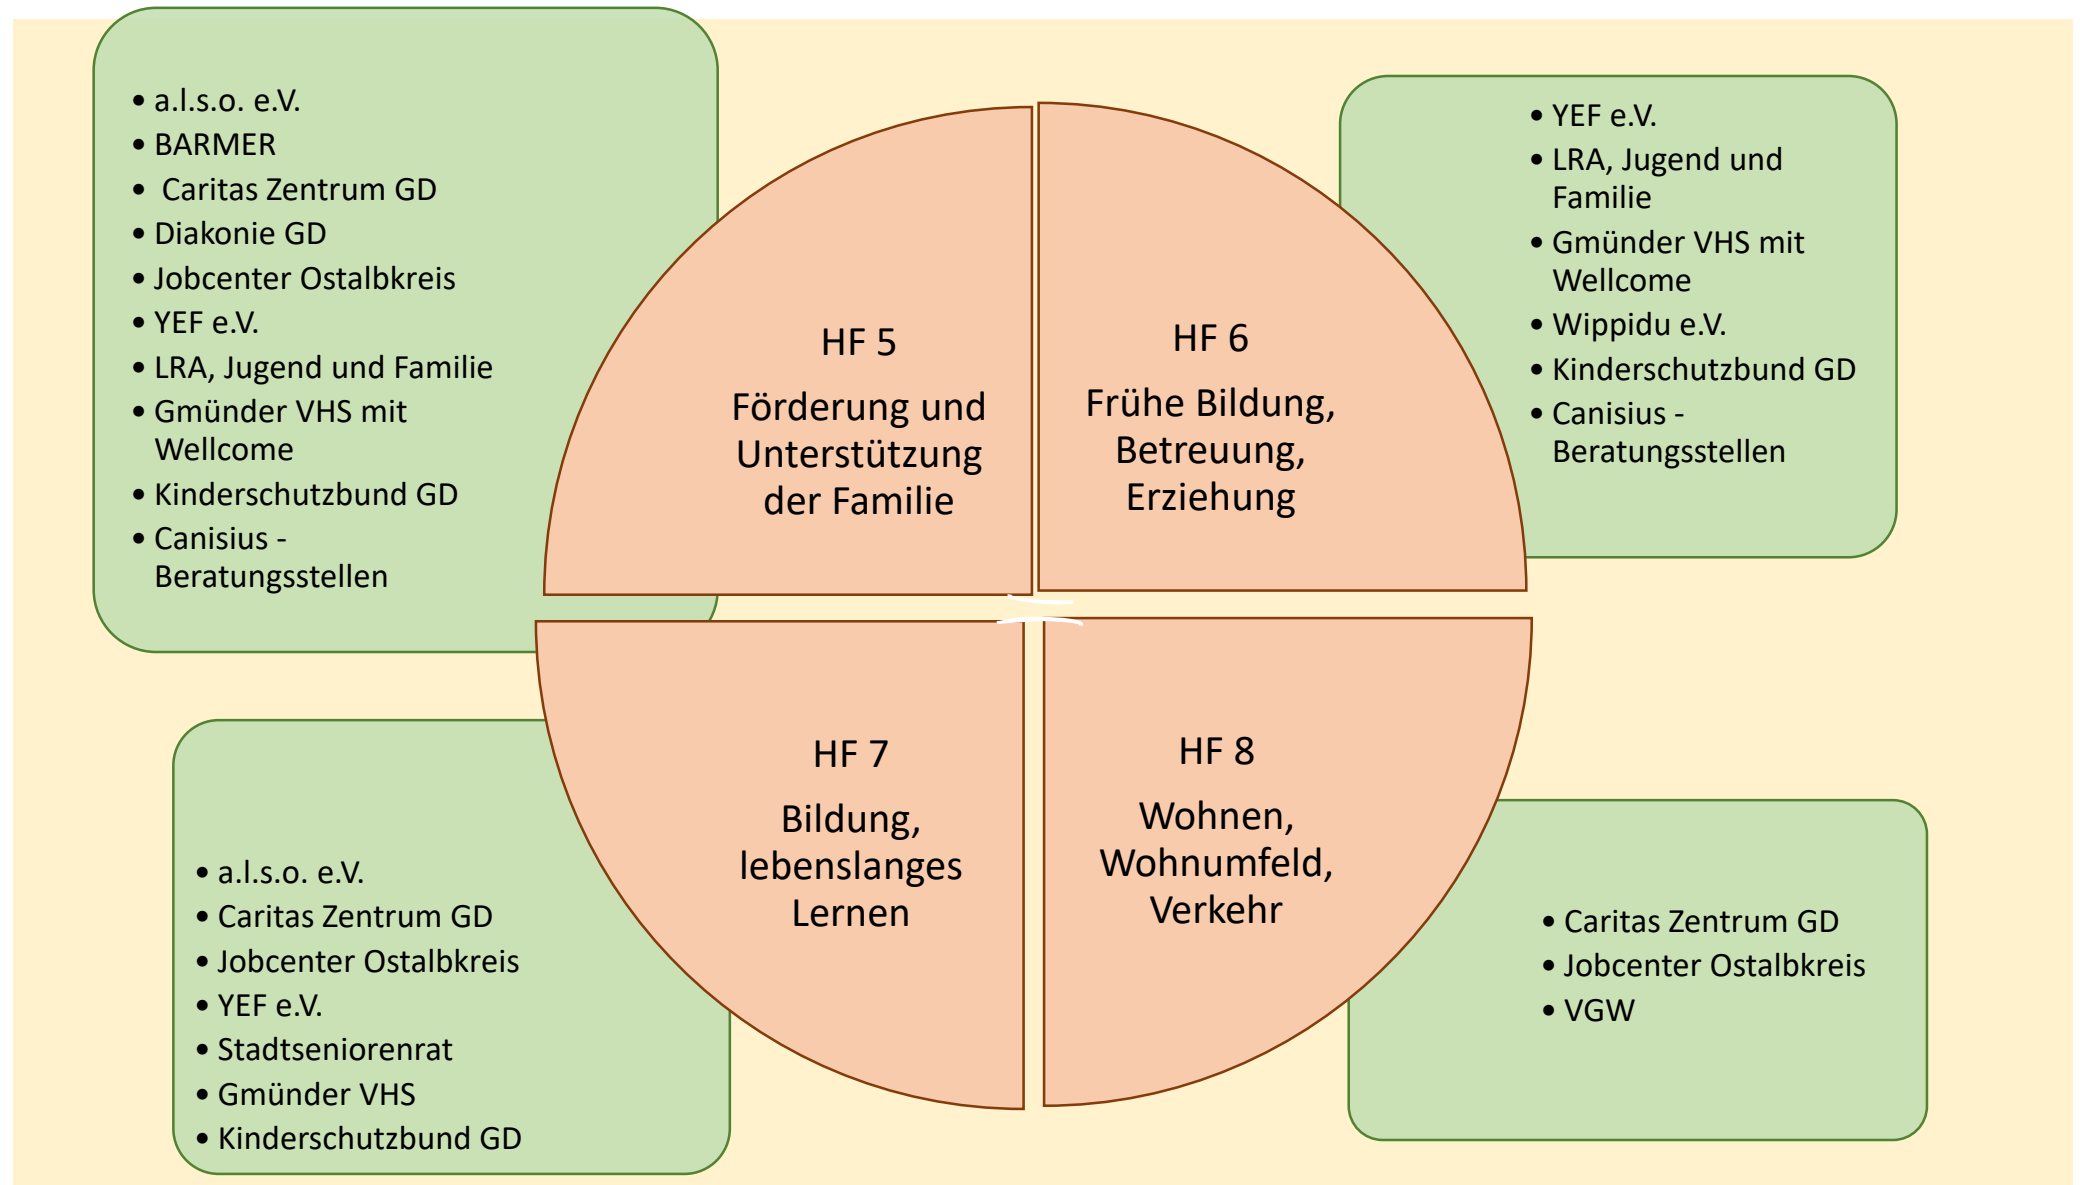 • a.l.s.o. e.V.
• BARMER
• Caritas Zentrum GD
• Diakonie GD
• Jobcenter Ostalbkreis
• YEF e.V.
• LRA, Jugend und Familie
• Gmünder VHS mit
Wellcome
• Kinderschutzbund GD
• Canisius -
Beratungsstellen
HF 5
Förderung und
Unterstützung
der Familie
HF 6
Frühe Bildung,
Betreuung,
Erziehung
• YEF e.V.
• LRA, Jugend und
Familie
• Gmünder VHS mit
Wellcome
• Wippidu e.V.
• Kinderschutzbund GD
• Canisius -
Beratungsstellen
• a.l.s.o. e.V.
• Caritas Zentrum GD
• Jobcenter Ostalbkreis
• YEF e.V.
• Stadtseniorenrat
• Gmünder VHS
• Kinderschutzbund GD
HF 7
Bildung,
lebenslanges
Lernen
HF 8
Wohnen,
Wohnumfeld,
Verkehr
• Caritas Zentrum GD
• Jobcenter Ostalbkreis
• VGW